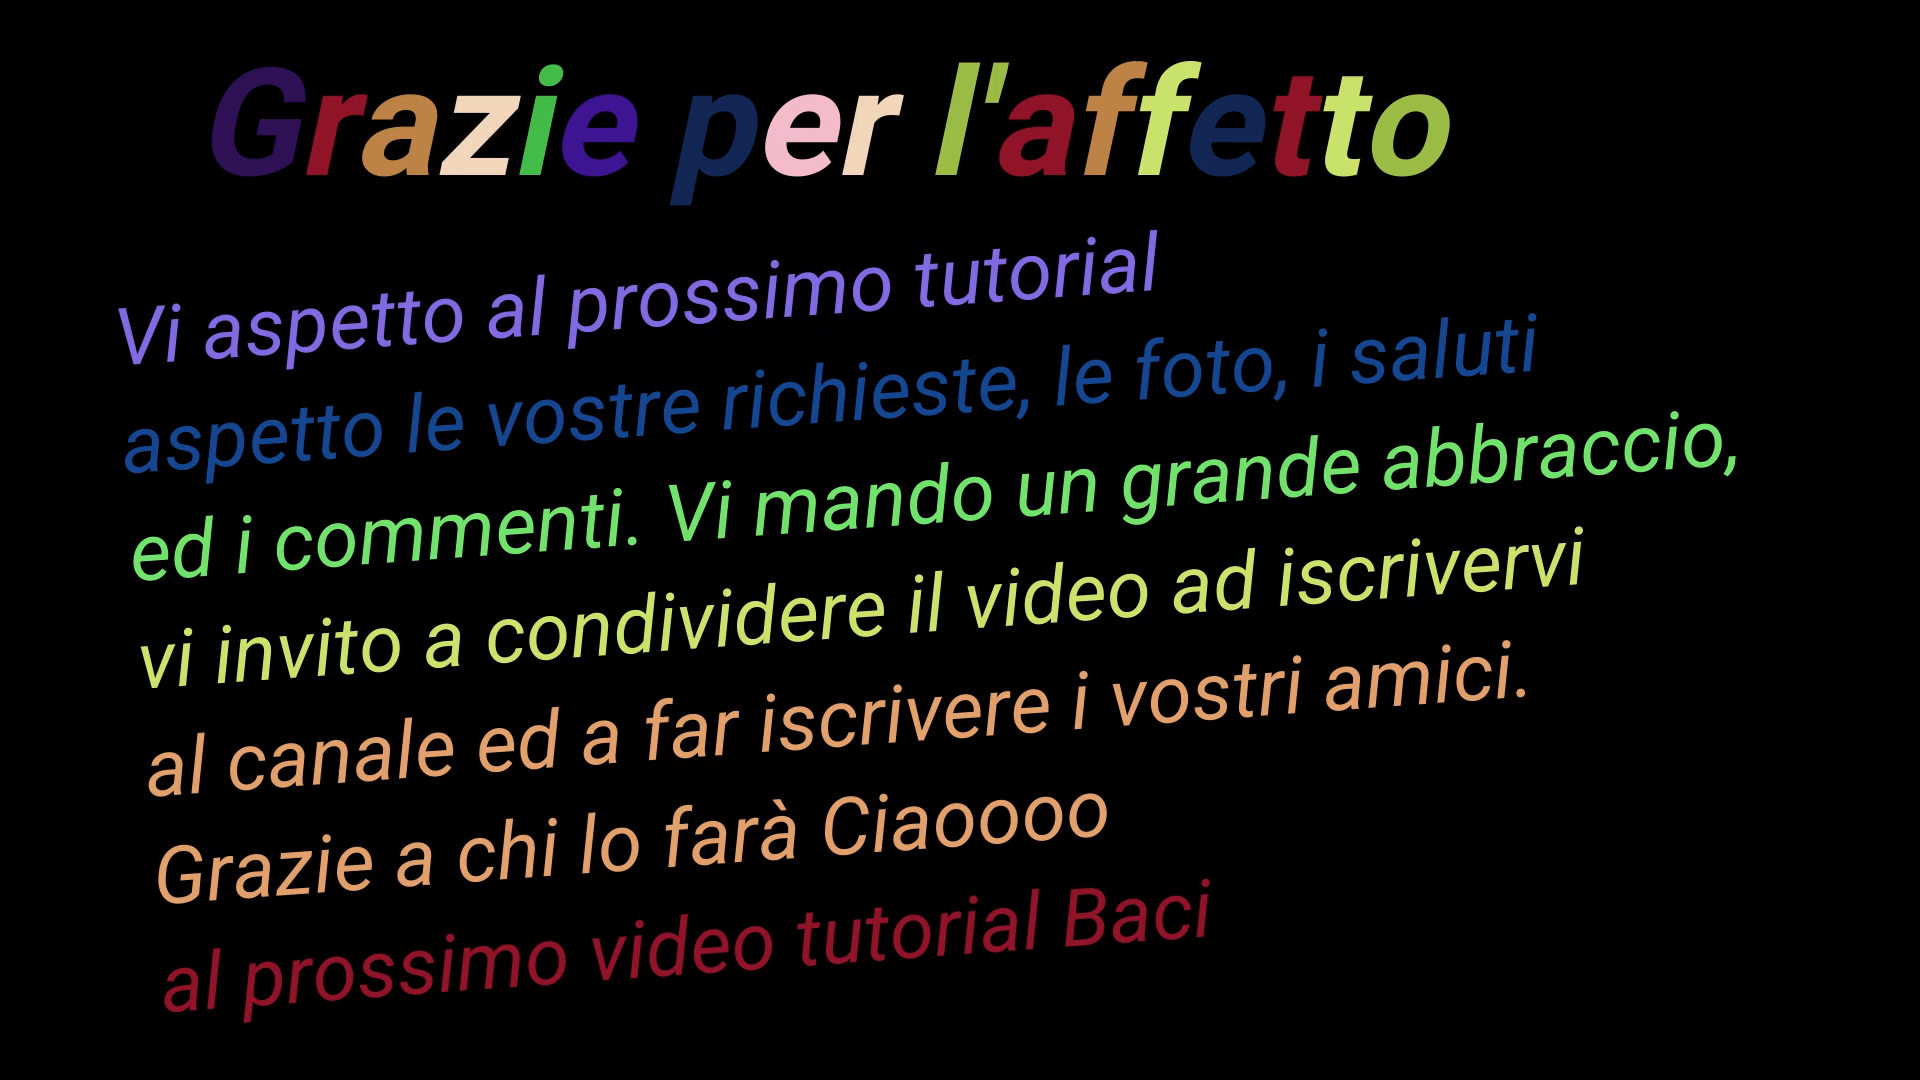 Grazie per l'affetto
Vi aspetto al prossimo tutorial
aspetto le vostre richieste, le foto, i saluti
ed i commenti. Vi mando un grande abbraccio,
vi invito a condividere il video ad iscrivervi
al canale ed a far iscrivere i vostri amici.
Grazie a chi lo farà Ciaoooo
al prossimo video tutorial Baci